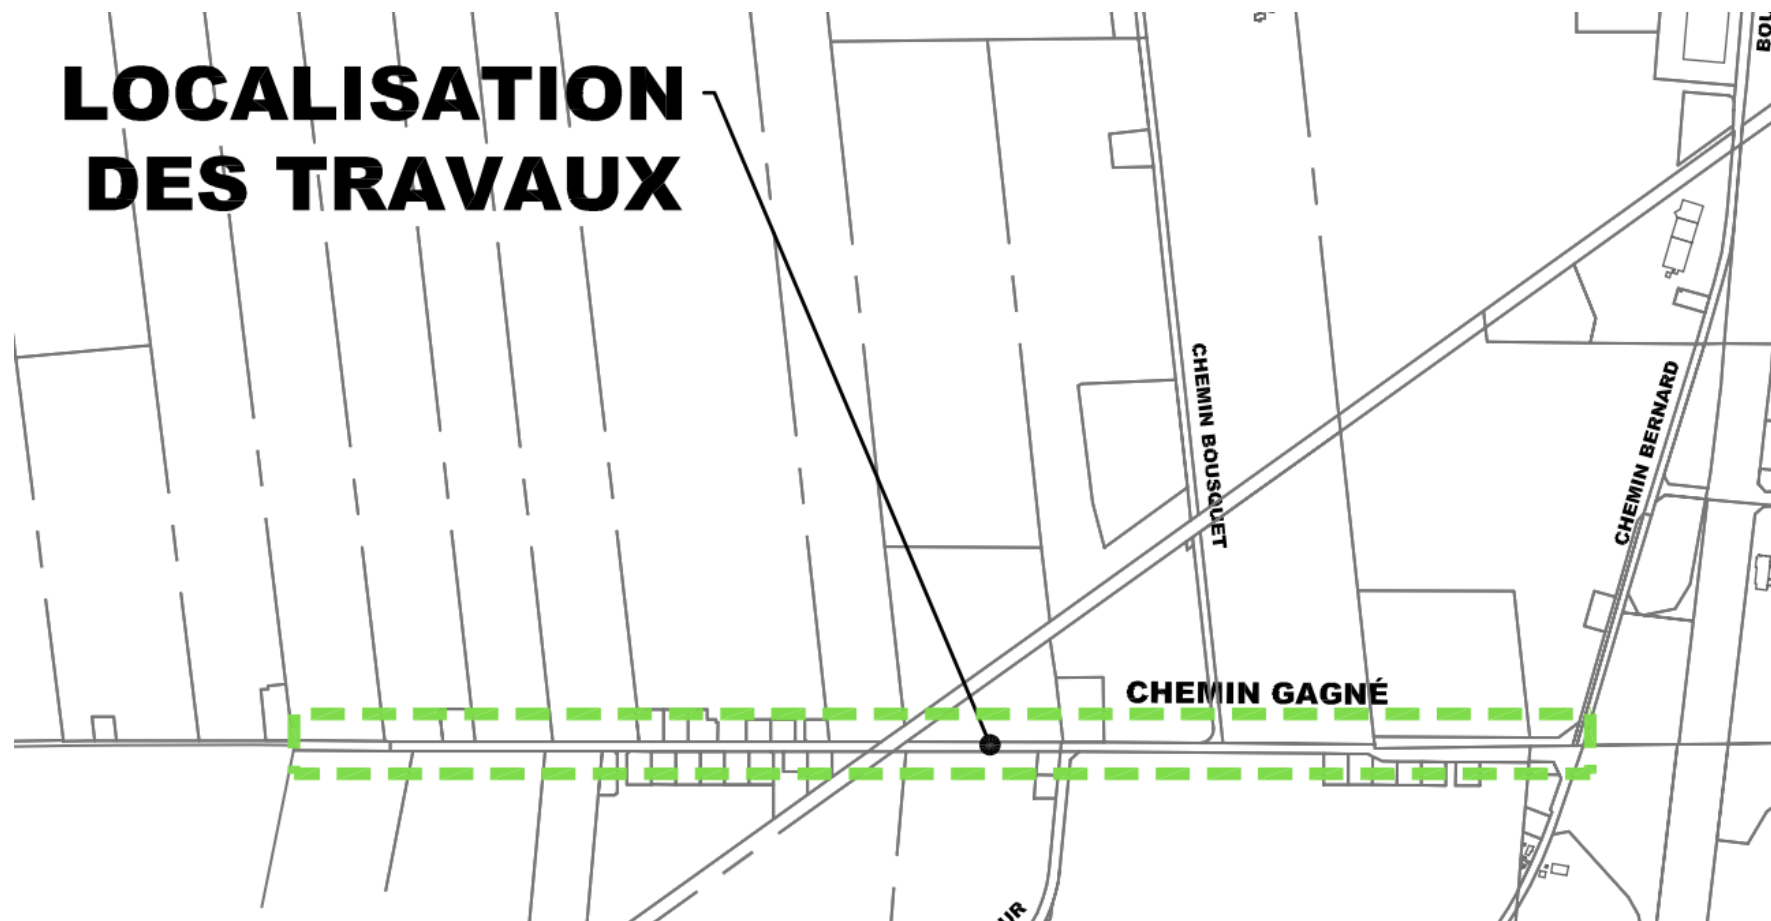 LOCALISATION
DES TRAVAUX
CHEMIN BOUSQUET
CHEMIN BERNARD
CHEMIN GAGNÉ